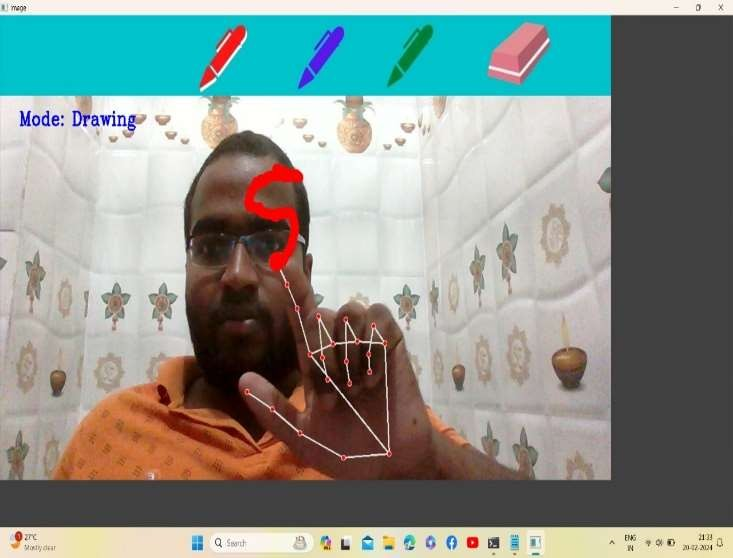 Image
Mode: Drawing
S
27°C
Mostly clear
Search
ENG
IN
21:33
20-02-2024